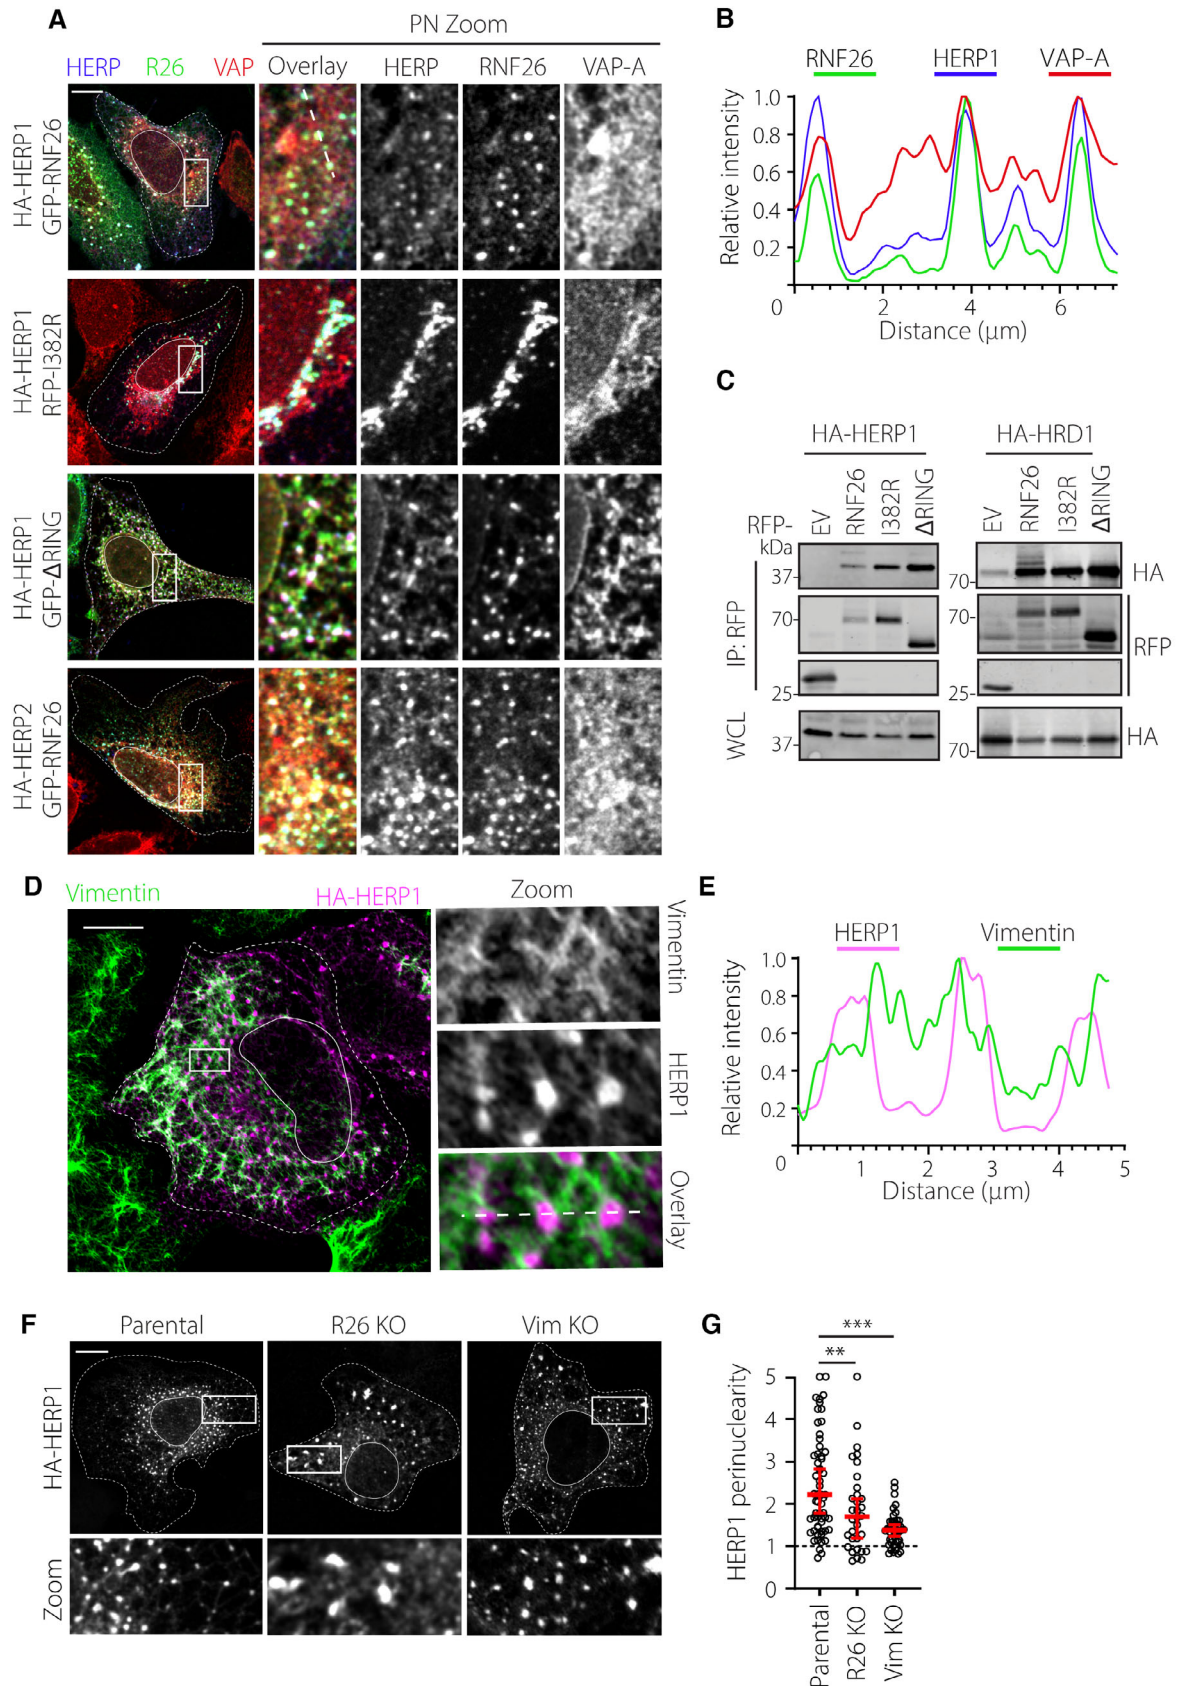 A
PN Zoom
HERP R26 VAP Overlay HERP RNF26 VAP-A
HA-HERP1
GFP-RNF26
HA-HERP1
RFP-I382R
HA-HERP1
GFP-ΔRING
HA-HERP2
GFP-RNF26
B
RNF26 HERP1 VAP-A
Relative intensity
1.0
0.8
0.6
0.4
0.2
0 2 4 6
Distance (μm)
C
HA-HERP1 HA-HRD1
RFP- EV RNF26 I382R ΔRING EV RNF26 I382R ΔRING
kDa
37- 70- HA
IP: RFP
70- 70- RFP
25- 25-
WCL
37- 70- HA
D
Vimentin HA-HERP1 Zoom
Vimentin
HERP1
Overlay
E
HERP1 Vimentin
Relative intensity
1.0
0.8
0.6
0.4
0.2
0 1 2 3 4 5
Distance (μm)
F
Parental R26 KO Vim KO
HA-HERP1
Zoom
G
***
**
HERP1 perinuclearity
5
4
3
2
1
0
Parental
R26 KO
Vim KO